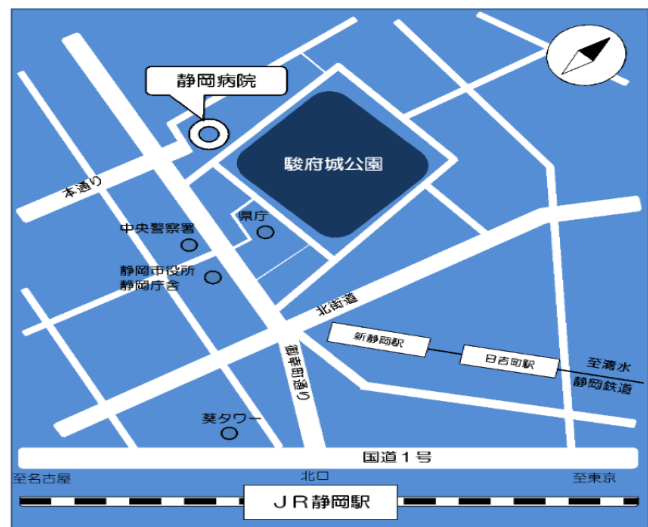 静岡病院
駿府城公園
本通り
中央警察署
県庁
静岡市役所
静岡庁舎
北街道
新静岡駅
日吉町駅
至清水
静岡鉄道
御幸町通り
葵タワー
国道1号
至名古屋
北口
至東京
JR静岡駅